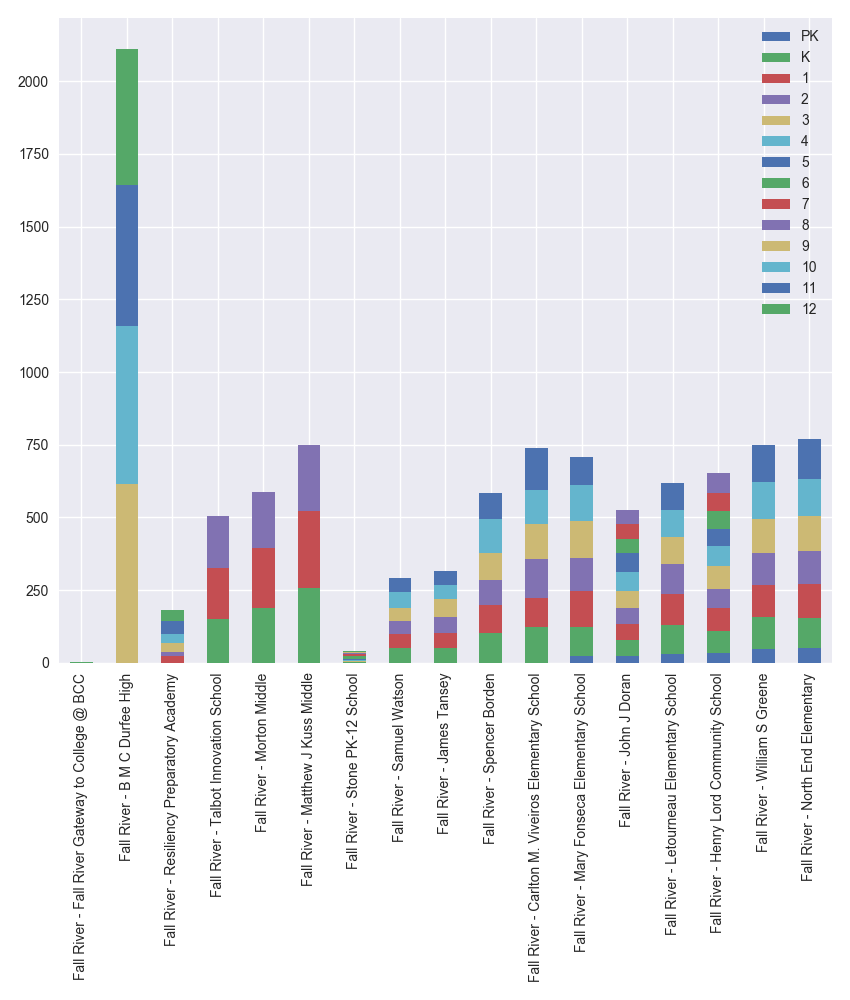 2000
1750
1500
1250
1000
750
500
250
0
PK
K
1
2
3
4
5
6
7
8
9
10
11
12
Fall River - Fall River Gateway to College @ BCC
Fall River - B M C Durfee High
Fall River - Resiliency Preparatory Academy
Fall River - Talbot Innovation School
Fall River - Morton Middle
Fall River - Matthew J Kuss Middle
Fall River - Stone PK-12 School
Fall River - Samuel Watson
Fall River - James Tansey
Fall River - Spencer Borden
Fall River - Carlton M. Viveiros Elementary School
Fall River - Mary Fonseca Elementary School
Fall River - John J Doran
Fall River - Letourneau Elementary School
Fall River - Henry Lord Community School
Fall River - William S Greene
Fall River - North End Elementary